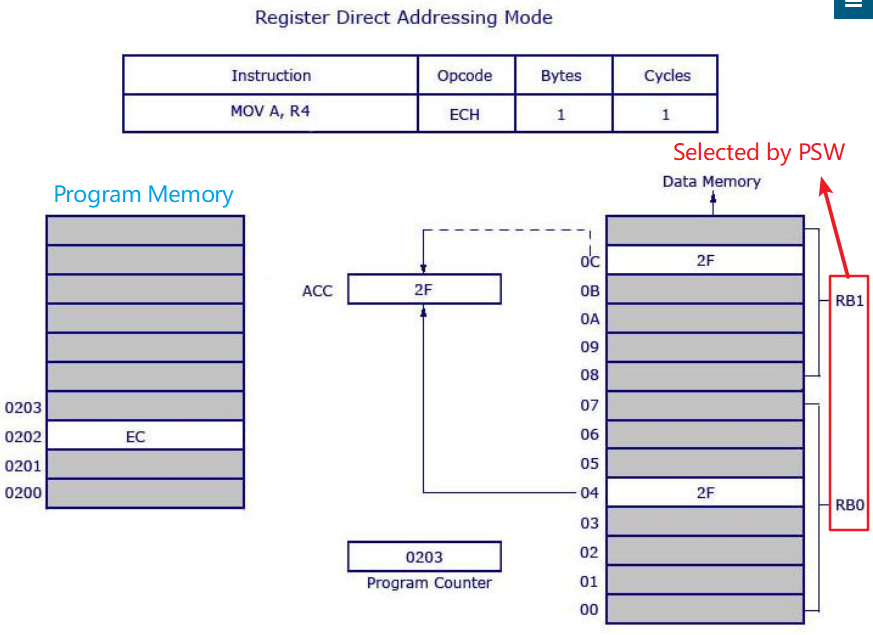 Register Direct Addressing Mode
Instruction Opcode Bytes Cycles
MOV A, R4 ECH 1 1
Selected by PSW
Program Memory
Data Memory
0C 2F
ACC 2F
0B
RB1
0A
09
08
0203
07
0202 EC
06
0201
05
0200
04 2F
RB0
03
0203
02
Program Counter
01
00